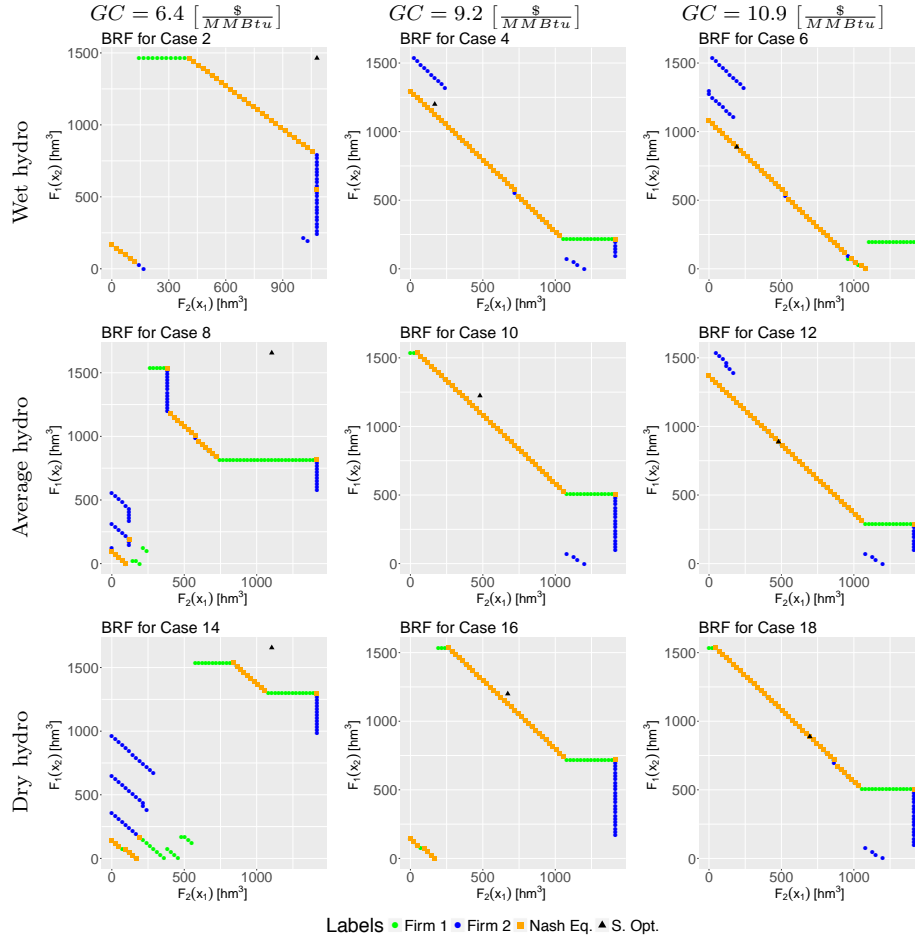 GC = 6.4 [$/MMBtu] GC = 9.2 [$/MMBtu] GC = 10.9 [$/MMBtu]
Wet hydro
BRF for Case 2
1500
1000
500
0
F₁(x₂) [hm³]
0 300 600 900
F₂(x₁) [hm³]
BRF for Case 4
1500
1000
500
0
F₁(x₂) [hm³]
0 500 1000
F₂(x₁) [hm³]
BRF for Case 6
1500
1000
500
0
F₁(x₂) [hm³]
0 500 1000
F₂(x₁) [hm³]
Average hydro
BRF for Case 8
1500
1000
500
0
F₁(x₂) [hm³]
0 500 1000
F₂(x₁) [hm³]
BRF for Case 10
1500
1000
500
0
F₁(x₂) [hm³]
0 500 1000
F₂(x₁) [hm³]
BRF for Case 12
1500
1000
500
0
F₁(x₂) [hm³]
0 500 1000
F₂(x₁) [hm³]
Dry hydro
BRF for Case 14
1500
1000
500
0
F₁(x₂) [hm³]
0 500 1000
F₂(x₁) [hm³]
BRF for Case 16
1500
1000
500
0
F₁(x₂) [hm³]
0 500 1000
F₂(x₁) [hm³]
BRF for Case 18
1500
1000
500
0
F₁(x₂) [hm³]
0 500 1000
F₂(x₁) [hm³]
Labels Firm 1 Firm 2 Nash Eq. S. Opt.